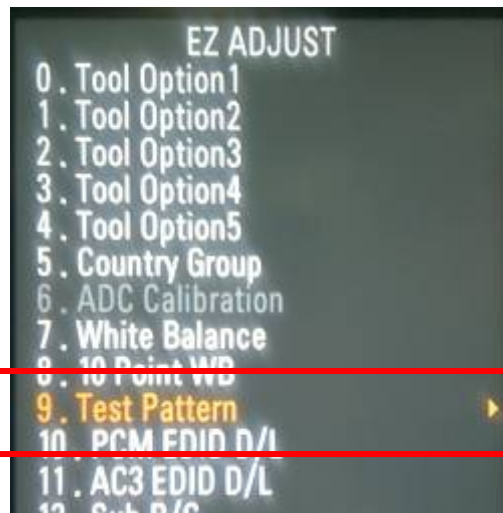 EZ ADJUST
0 . Tool Option1
1 . Tool Option2
2 . Tool Option3
3 . Tool Option4
4 . Tool Option5
5 . Country Group
6 . ADC Calibration
7 . White Balance
8 . 10 Point WB
9 . Test Pattern
10 . PCM EDID D/L
11 . AC3 EDID D/L
12 . Sub B/C